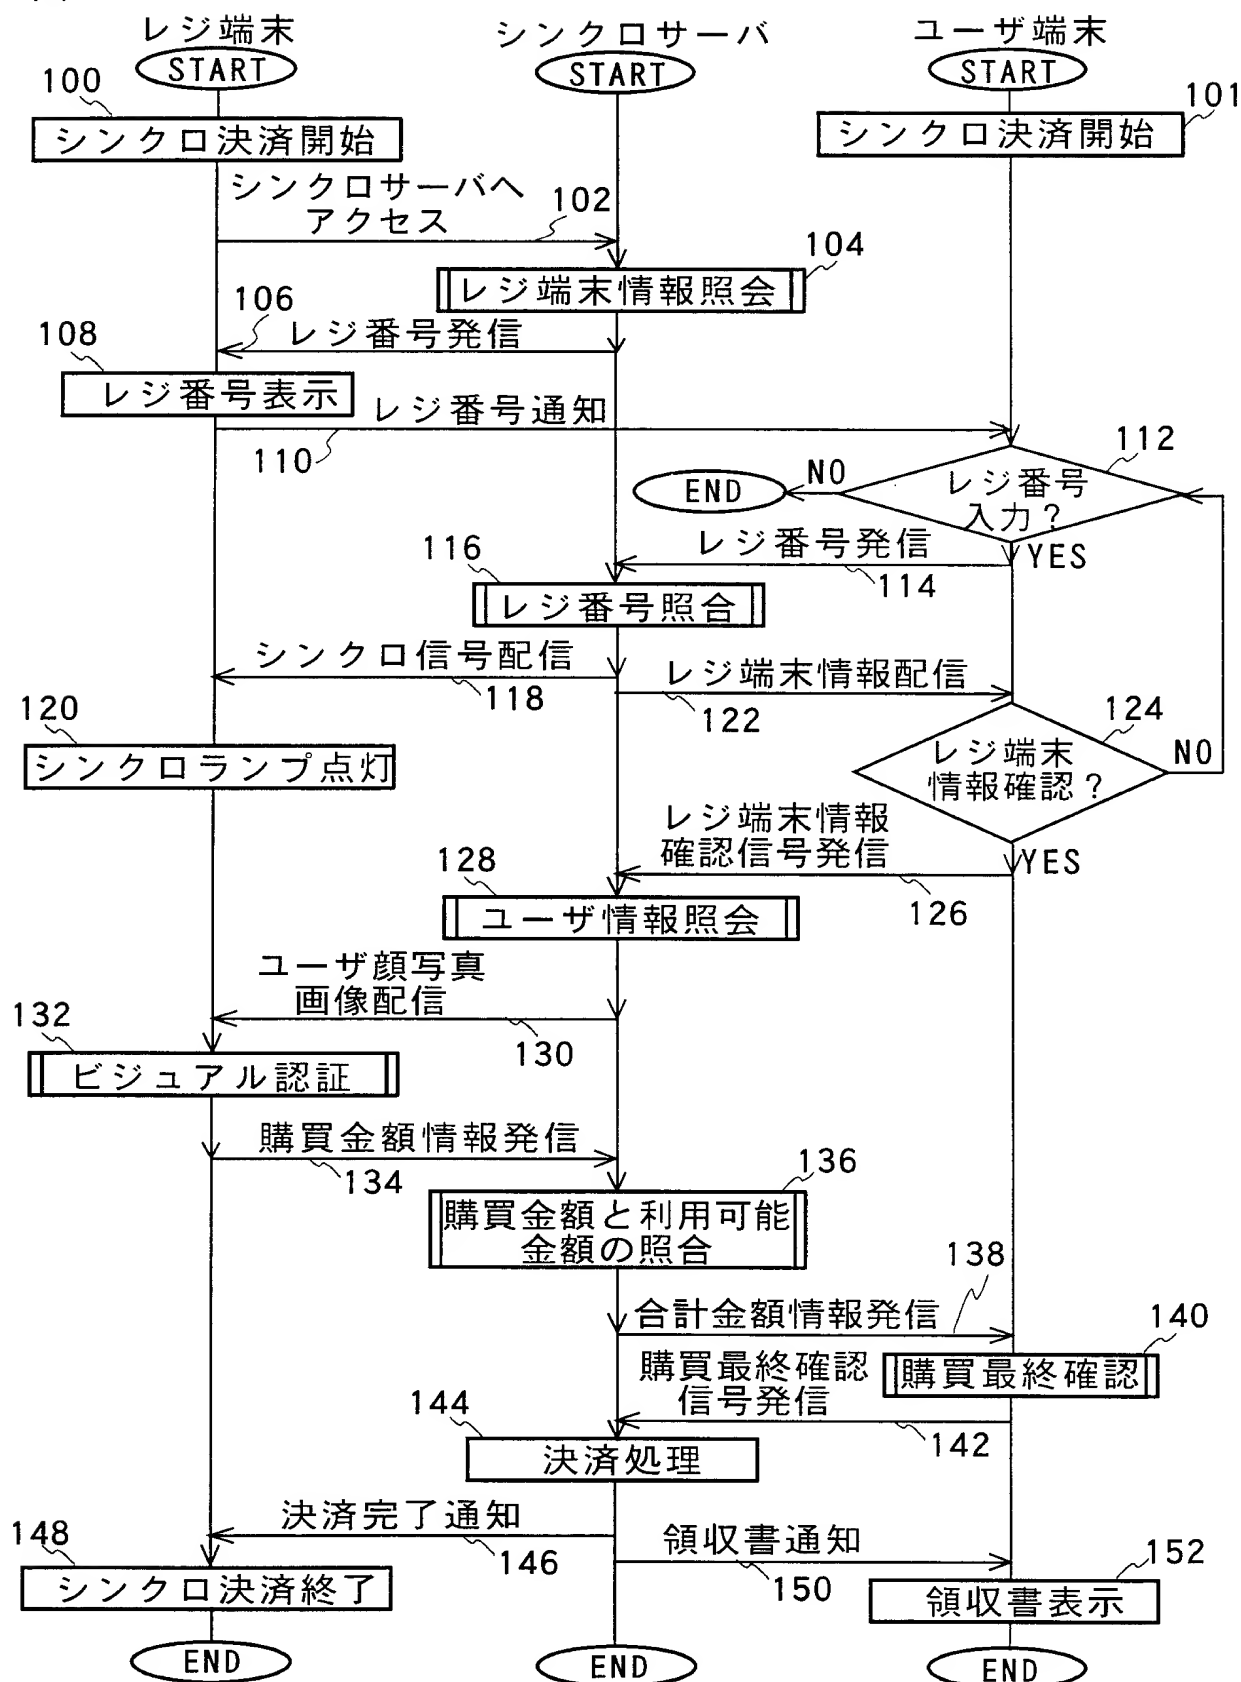 レジ端末
シンクロサーバ
ユーザ端末
START
START
START
100
101
シンクロ決済開始
シンクロ決済開始
シンクロサーバへ
アクセス
102
104
レジ端末情報照会
106
レジ番号発信
108
レジ番号表示
レジ番号通知
110
112
レジ番号
入力?
NO
END
YES
レジ番号発信
114
116
レジ番号照合
シンクロ信号配信
118
レジ端末情報配信
122
120
シンクロランプ点灯
124
レジ端末
情報確認?
NO
YES
レジ端末情報
確認信号発信
126
128
ユーザ情報照会
ユーザ顔写真
画像配信
130
132
ビジュアル認証
購買金額情報発信
134
136
購買金額と利用可能
金額の照合
138
合計金額情報発信
140
購買最終確認
購買最終確認
信号発信
142
144
決済処理
決済完了通知
146
148
シンクロ決済終了
領収書通知
150
152
領収書表示
END
END
END